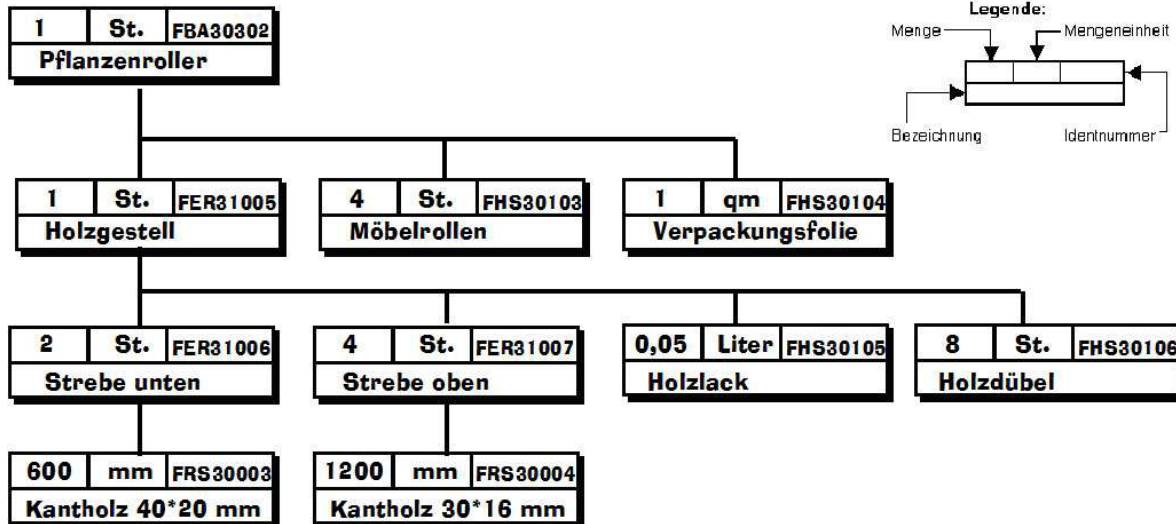 1 St. FBA30302
Pflanzenroller
Legende:
Menge Mengeneinheit
Bezeichnung Identnummer
1 St. FER31005
Holzgestell
4 St. FHS30103
Möbelrollen
1 qm FHS30104
Verpackungsfolie
2 St. FER31006
Strebe unten
4 St. FER31007
Strebe oben
0,05 Liter FHS30105
Holzlack
8 St. FHS30106
Holzdübel
600 mm FRS30003
Kantholz 40*20 mm
1200 mm FRS30004
Kantholz 30*16 mm